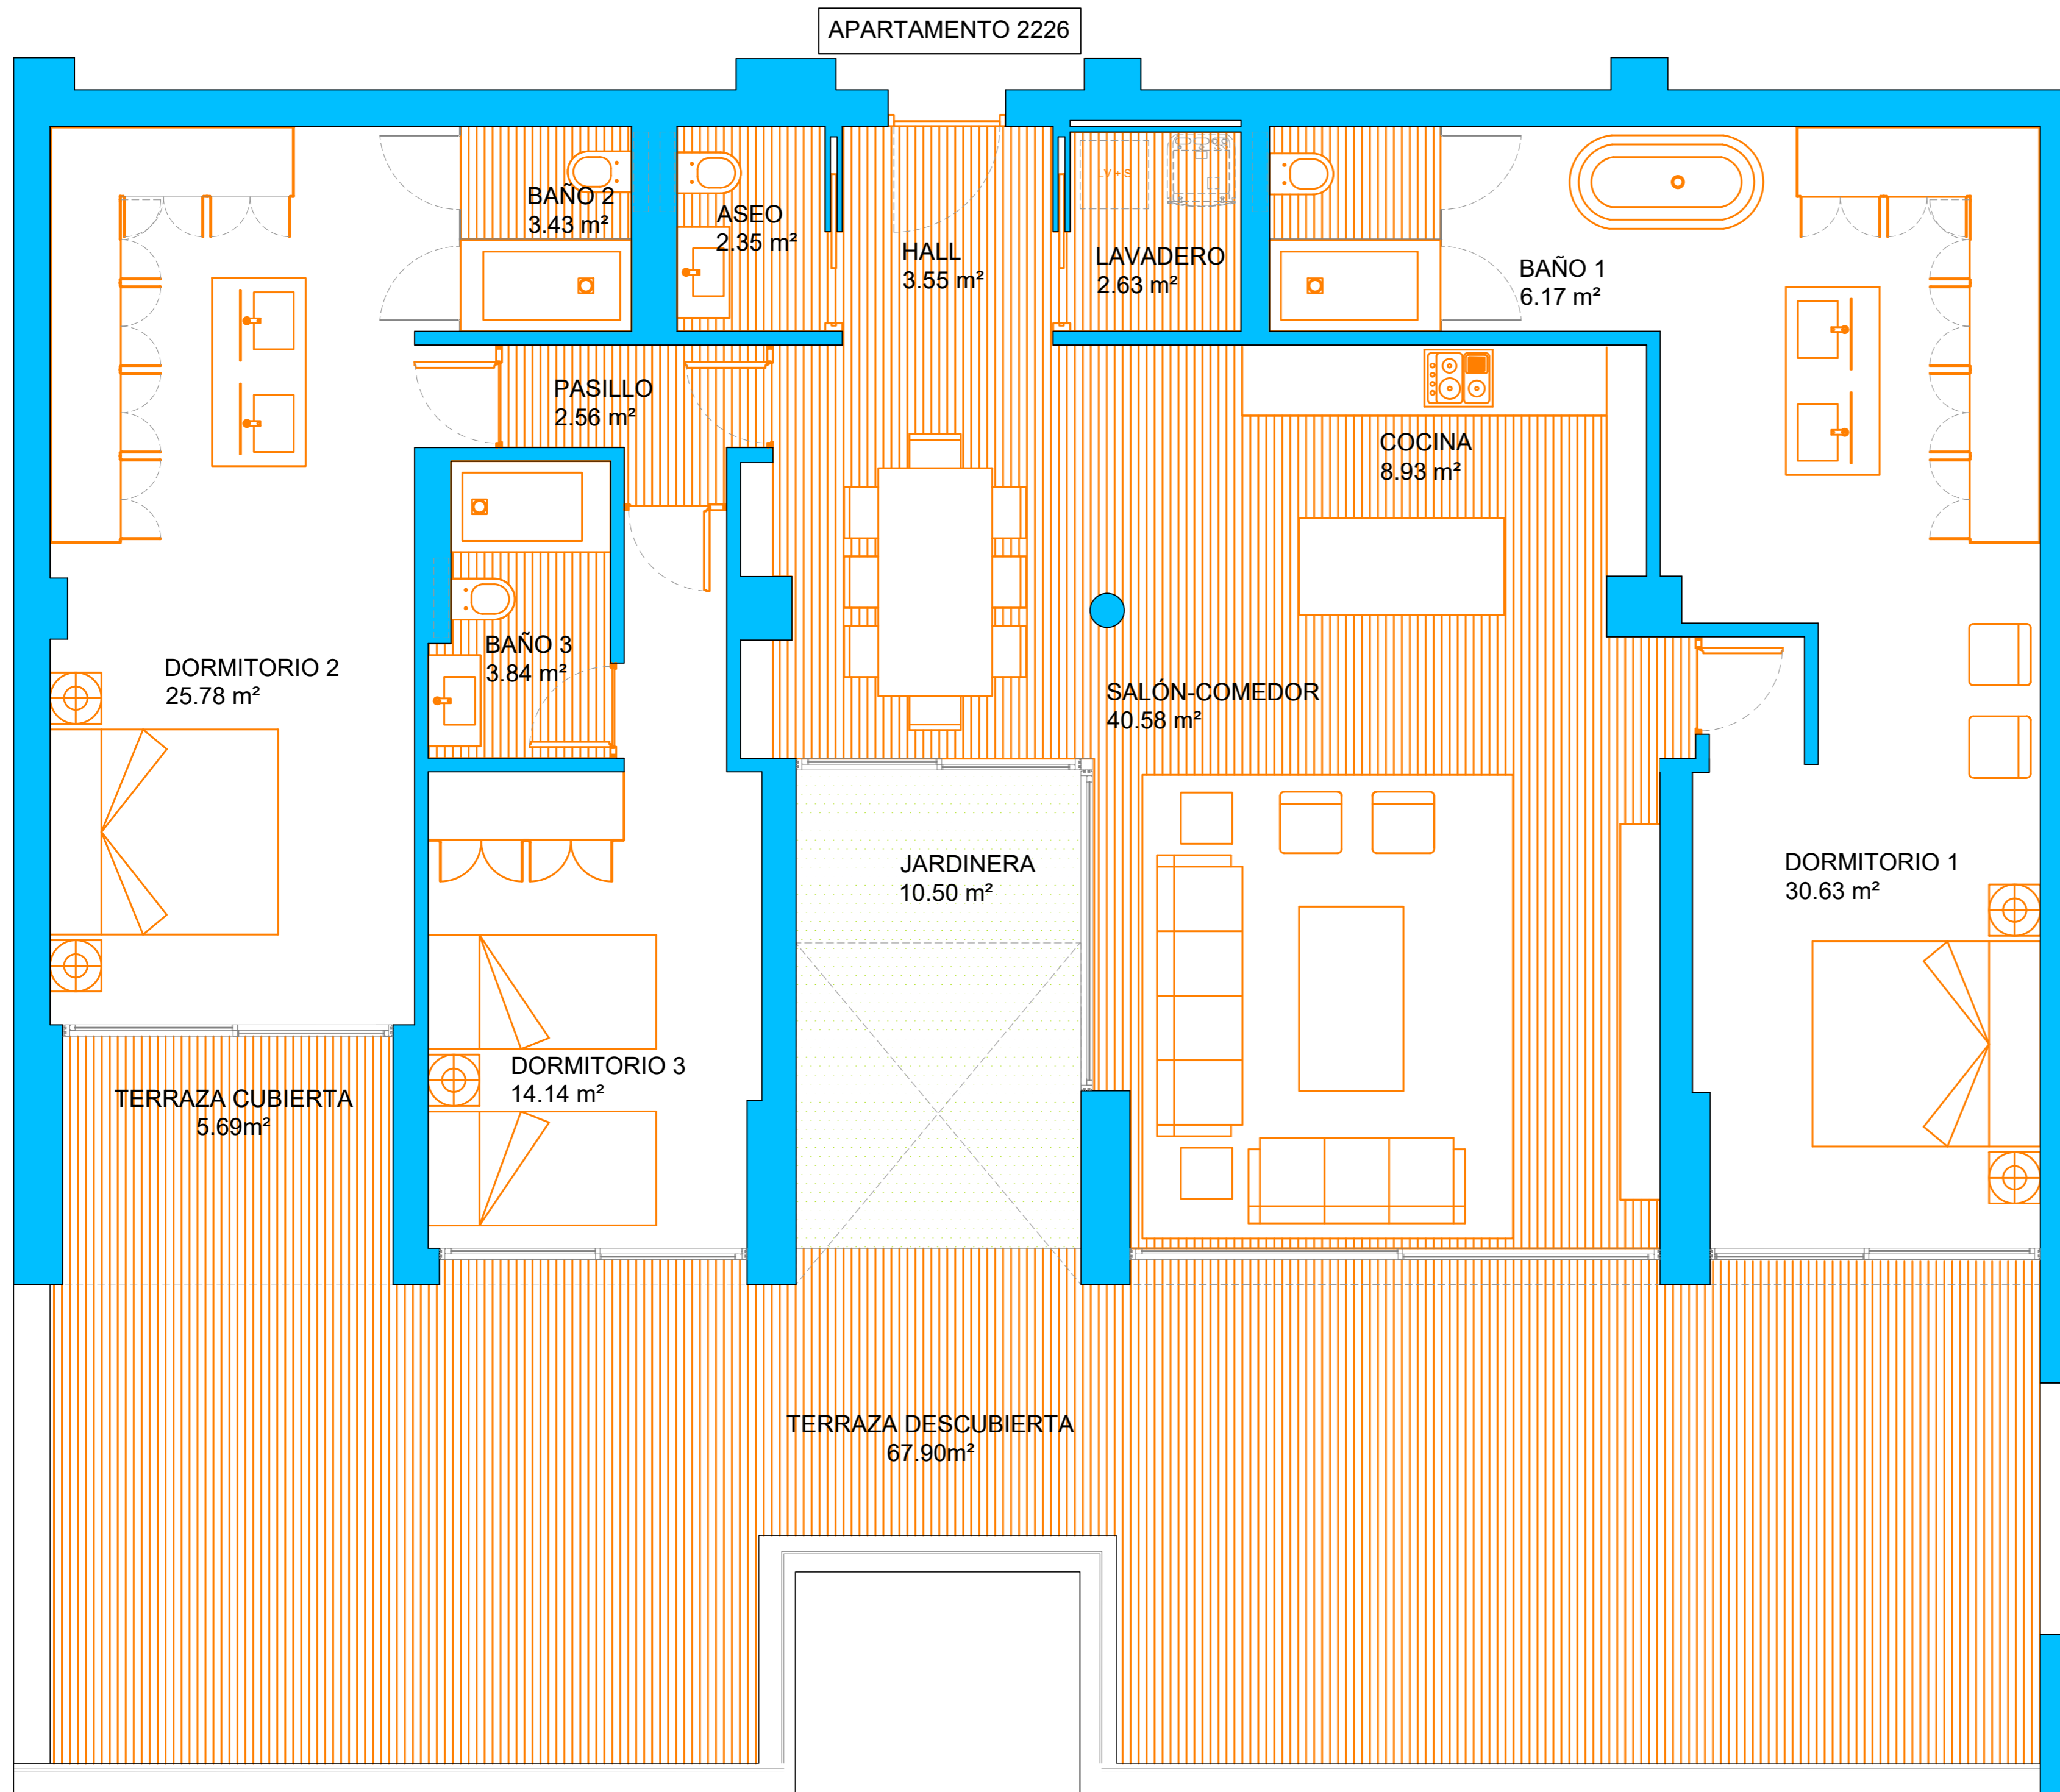 APARTAMENTO 2226
BAÑO 2
3.43 m²
ASEO
2.35 m²
HALL
3.55 m²
LV+S
LAVADERO
2.63 m²
BAÑO 1
6.17 m²
PASILLO
2.56 m²
COCINA
8.93 m²
BAÑO 3
3.84 m²
DORMITORIO 2
25.78 m²
SALÓN-COMEDOR
40.58 m²
JARDINERA
10.50 m²
DORMITORIO 1
30.63 m²
DORMITORIO 3
14.14 m²
TERRAZA CUBIERTA
5.69m²
TERRAZA DESCUBIERTA
67.90m²